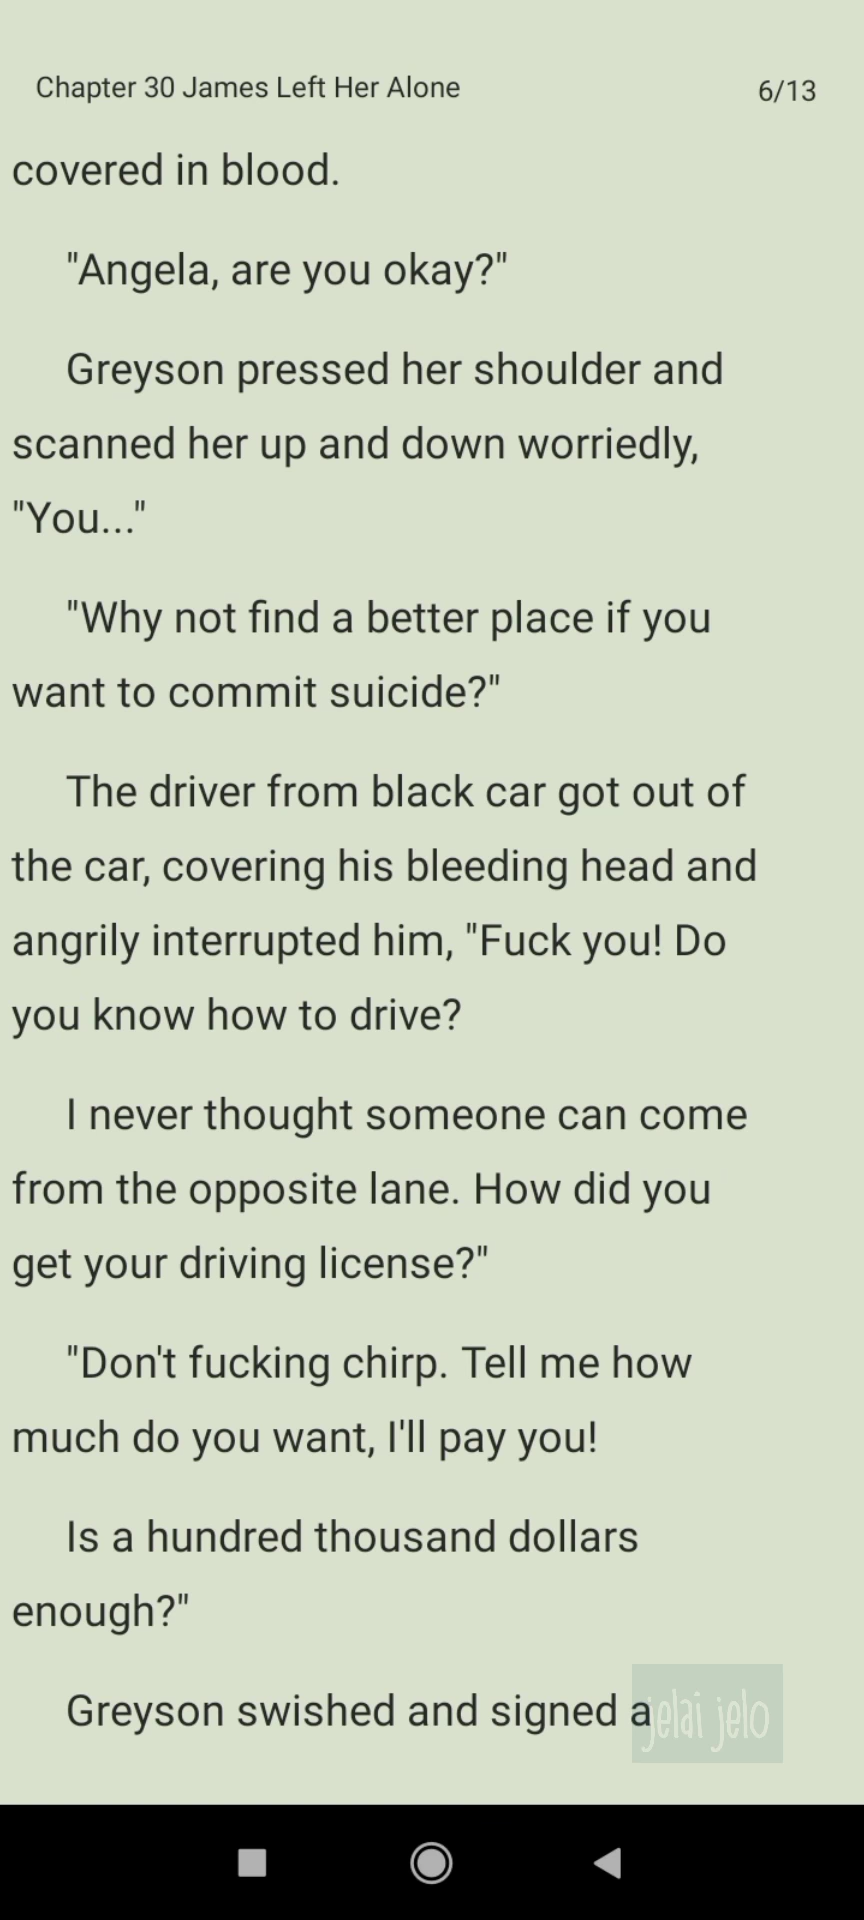 Chapter 30 James Left Her Alone
6/13
covered in blood.
"Angela, are you okay?"
Greyson pressed her shoulder and
scanned her up and down worriedly,
"You..."
"Why not find a better place if you
want to commit suicide?"
The driver from black car got out of
the car, covering his bleeding head and
angrily interrupted him, "Fuck you! Do
you know how to drive?
I never thought someone can come
from the opposite lane. How did you
get your driving license?"
"Don't fucking chirp. Tell me how
much do you want, I'll pay you!
Is a hundred thousand dollars
enough?"
Greyson swished and signed a
jelai jelo